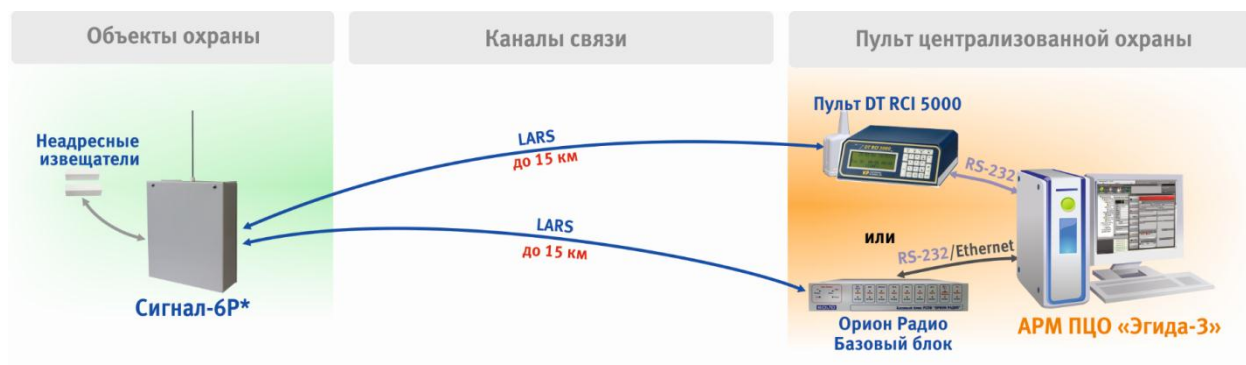 Объекты охраны
Каналы связи
Пульт централизованной охраны
Неадресные
извещатели
Сигнал-6Р*
LARS
до 15 км
LARS
до 15 км
Пульт DT RCI 5000
RS-232
или
RS-232/Ethernet
Орион Радио
Базовый блок
АРМ ПЦО «Эгида-3»